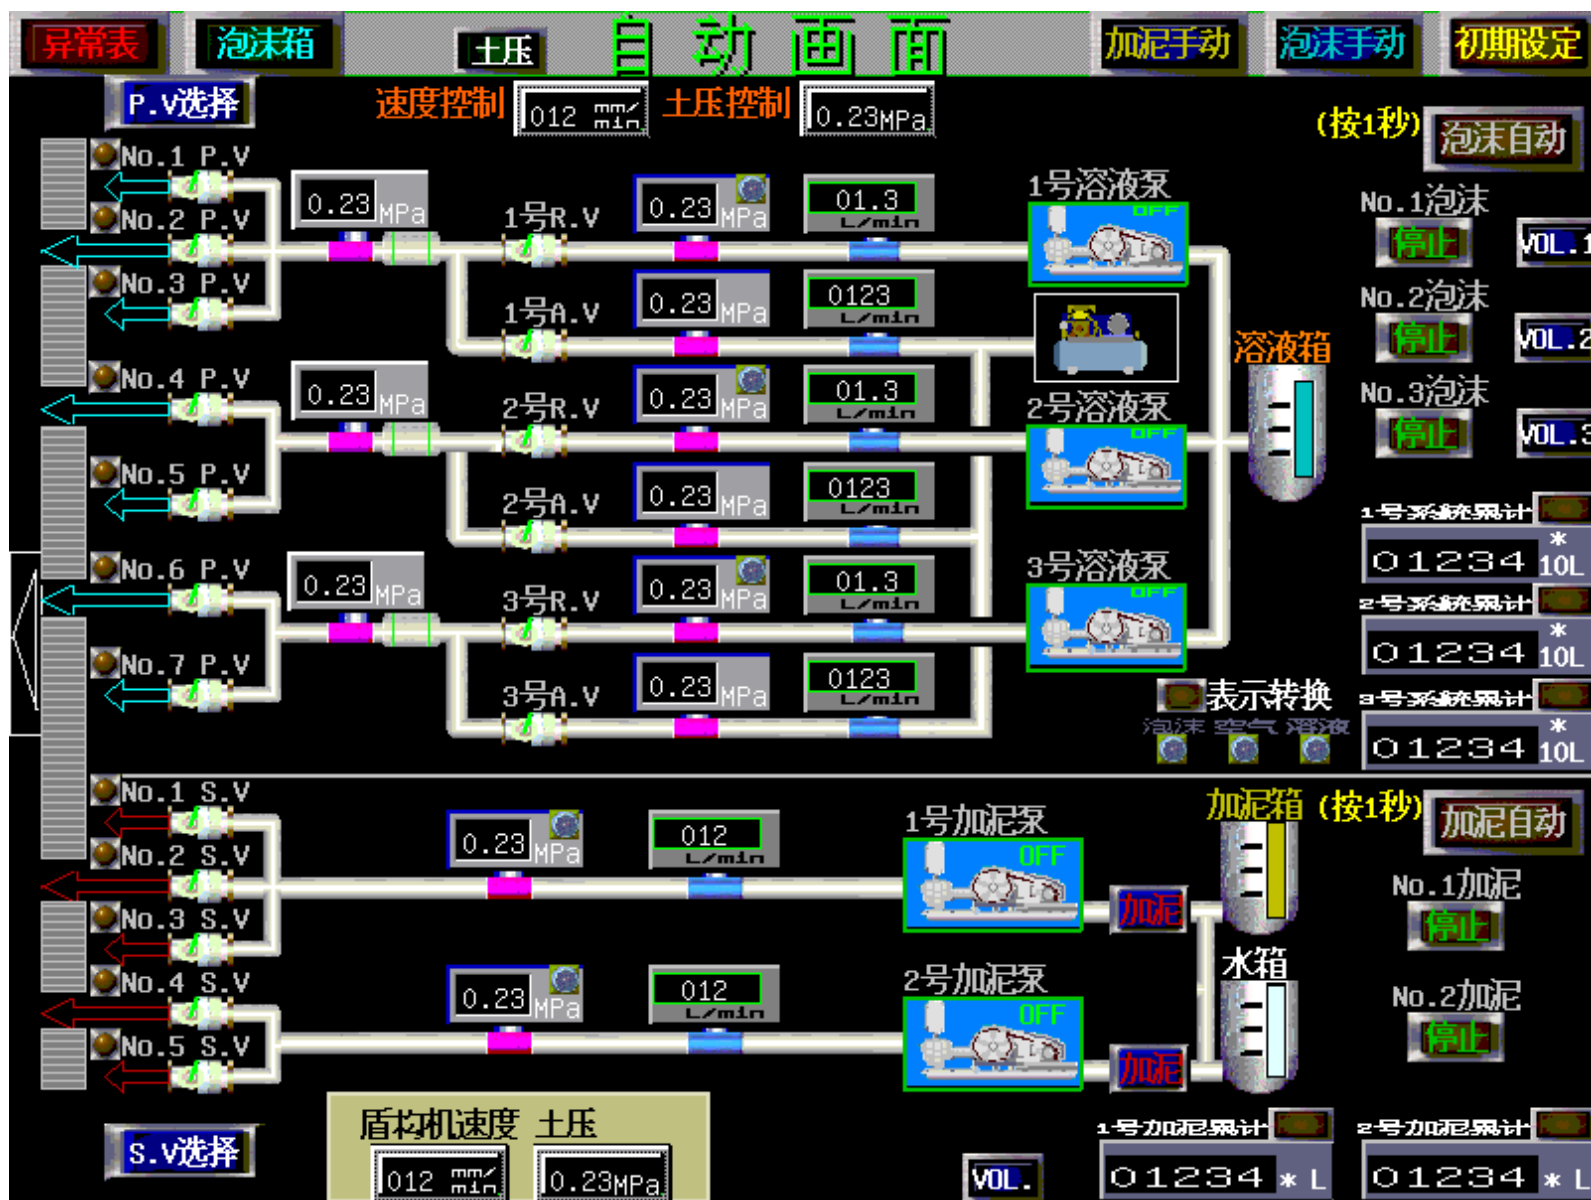 异常表 泡沫箱 土压 自动画面 加泥手动 泡沫手动 初期设定
P.V选择 速度控制 012 mm/min 土压控制 0.23MPa (按1秒) 泡沫自动
No.1 P.V
No.2 P.V
No.3 P.V
No.4 P.V
No.5 P.V
No.6 P.V
No.7 P.V
0.23 MPa
0.23 MPa
0.23 MPa
1号R.V 0.23 MPa 01.3 L/min 1号溶液泵 OFF
1号A.V 0.23 MPa 0123 L/min
2号R.V 0.23 MPa 01.3 L/min 2号溶液泵 OFF
2号A.V 0.23 MPa 0123 L/min
3号R.V 0.23 MPa 01.3 L/min 3号溶液泵 OFF
3号A.V 0.23 MPa 0123 L/min
溶液箱
No.1泡沫
停止 VOL.1
No.2泡沫
停止 VOL.2
No.3泡沫
停止 VOL.3
1号系统累计
01234 * 10L
2号系统累计
01234 * 10L
3号系统累计
01234 * 10L
表示转换
泡沫 空气 溶液
No.1 S.V
No.2 S.V
No.3 S.V
No.4 S.V
No.5 S.V
0.23 MPa 012 L/min 1号加泥泵 OFF 加泥
0.23 MPa 012 L/min 2号加泥泵 OFF 加泥
加泥箱 (按1秒) 加泥自动
水箱
No.1加泥
停止
No.2加泥
停止
S.V选择
盾构机速度 土压
012 mm/min 0.23MPa
VOL.
1号加泥累计
01234 * L
2号加泥累计
01234 * L